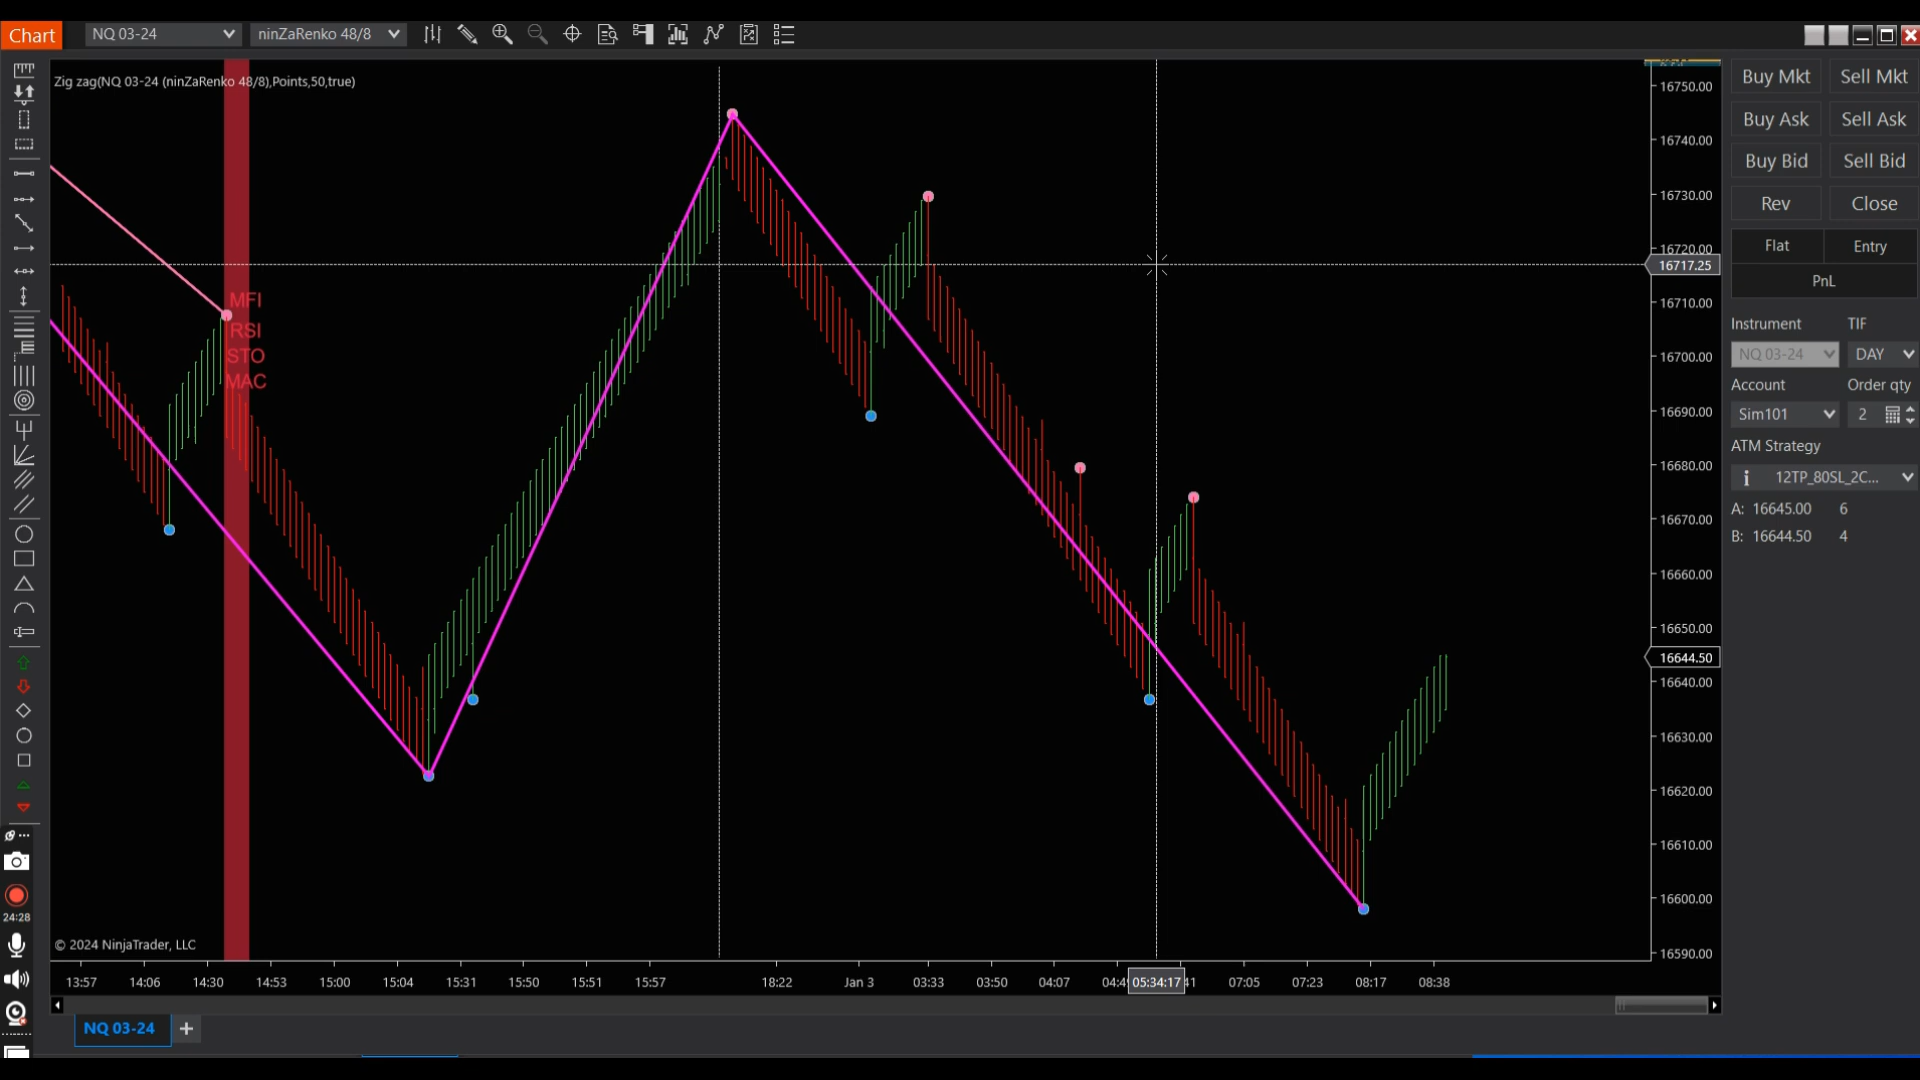 Chart NQ 03-24 ninZaRenko 48/8
Zig zag(NQ 03-24 (ninZaRenko 48/8),Points,50,true)
MFI
RSI
STO
MAC
16750.00
16740.00
16730.00
16720.00
16717.25
16710.00
16700.00
16690.00
16680.00
16670.00
16660.00
16650.00
16644.50
16640.00
16630.00
16620.00
16610.00
16600.00
16590.00
Buy Mkt Sell Mkt
Buy Ask Sell Ask
Buy Bid Sell Bid
Rev Close
Flat Entry
PnL
Instrument TIF
NQ 03-24 DAY
Account Order qty
Sim101 2
ATM Strategy
12TP_80SL_2C...
A: 16645.00 6
B: 16644.50 4
24:28
© 2024 NinjaTrader, LLC
13:57 14:06 14:30 14:53 15:00 15:04 15:31 15:50 15:51 15:57 18:22 Jan 3 03:33 03:50 04:07 04:4 05:34:17 41 07:05 07:23 08:17 08:38
NQ 03-24 +